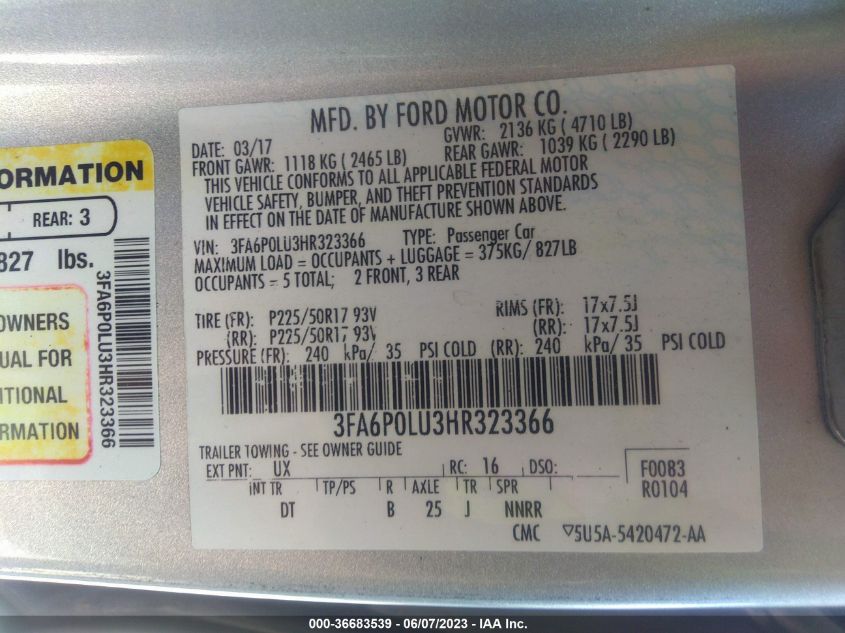 ORMATION
REAR: 3
827 lbs.
OWNERS
UAL FOR
ITIONAL
RMATION
3FA6P0LU3HR323366
MFD. BY FORD MOTOR CO.
DATE: 03/17 GVWR: 2136 KG ( 4710 LB)
FRONT GAWR: 1118 KG ( 2465 LB) REAR GAWR: 1039 KG ( 2290 LB)
THIS VEHICLE CONFORMS TO ALL APPLICABLE FEDERAL MOTOR
VEHICLE SAFETY, BUMPER, AND THEFT PREVENTION STANDARDS
IN EFFECT ON THE DATE OF MANUFACTURE SHOWN ABOVE.
VIN: 3FA6P0LU3HR323366 TYPE: Passenger Car
MAXIMUM LOAD = OCCUPANTS + LUGGAGE = 375KG/ 827LB
OCCUPANTS = 5 TOTAL; 2 FRONT, 3 REAR
TIRE (FR): P225/50R17 93V RIMS (FR): 17x7.5J
(RR): P225/50R17 93V (RR): 17x7.5J
PRESSURE (FR): 240 kPa/ 35 PSI COLD (RR): 240 kPa/ 35 PSI COLD
3FA6P0LU3HR323366
TRAILER TOWING - SEE OWNER GUIDE
EXT PNT: UX RC: 16 DSO: F0083
INT TR TP/PS R AXLE TR SPR R0104
DT B 25 J NNRR
CMC ▽5U5A-5420472-AA
000-36683539 - 06/07/2023 - IAA Inc.